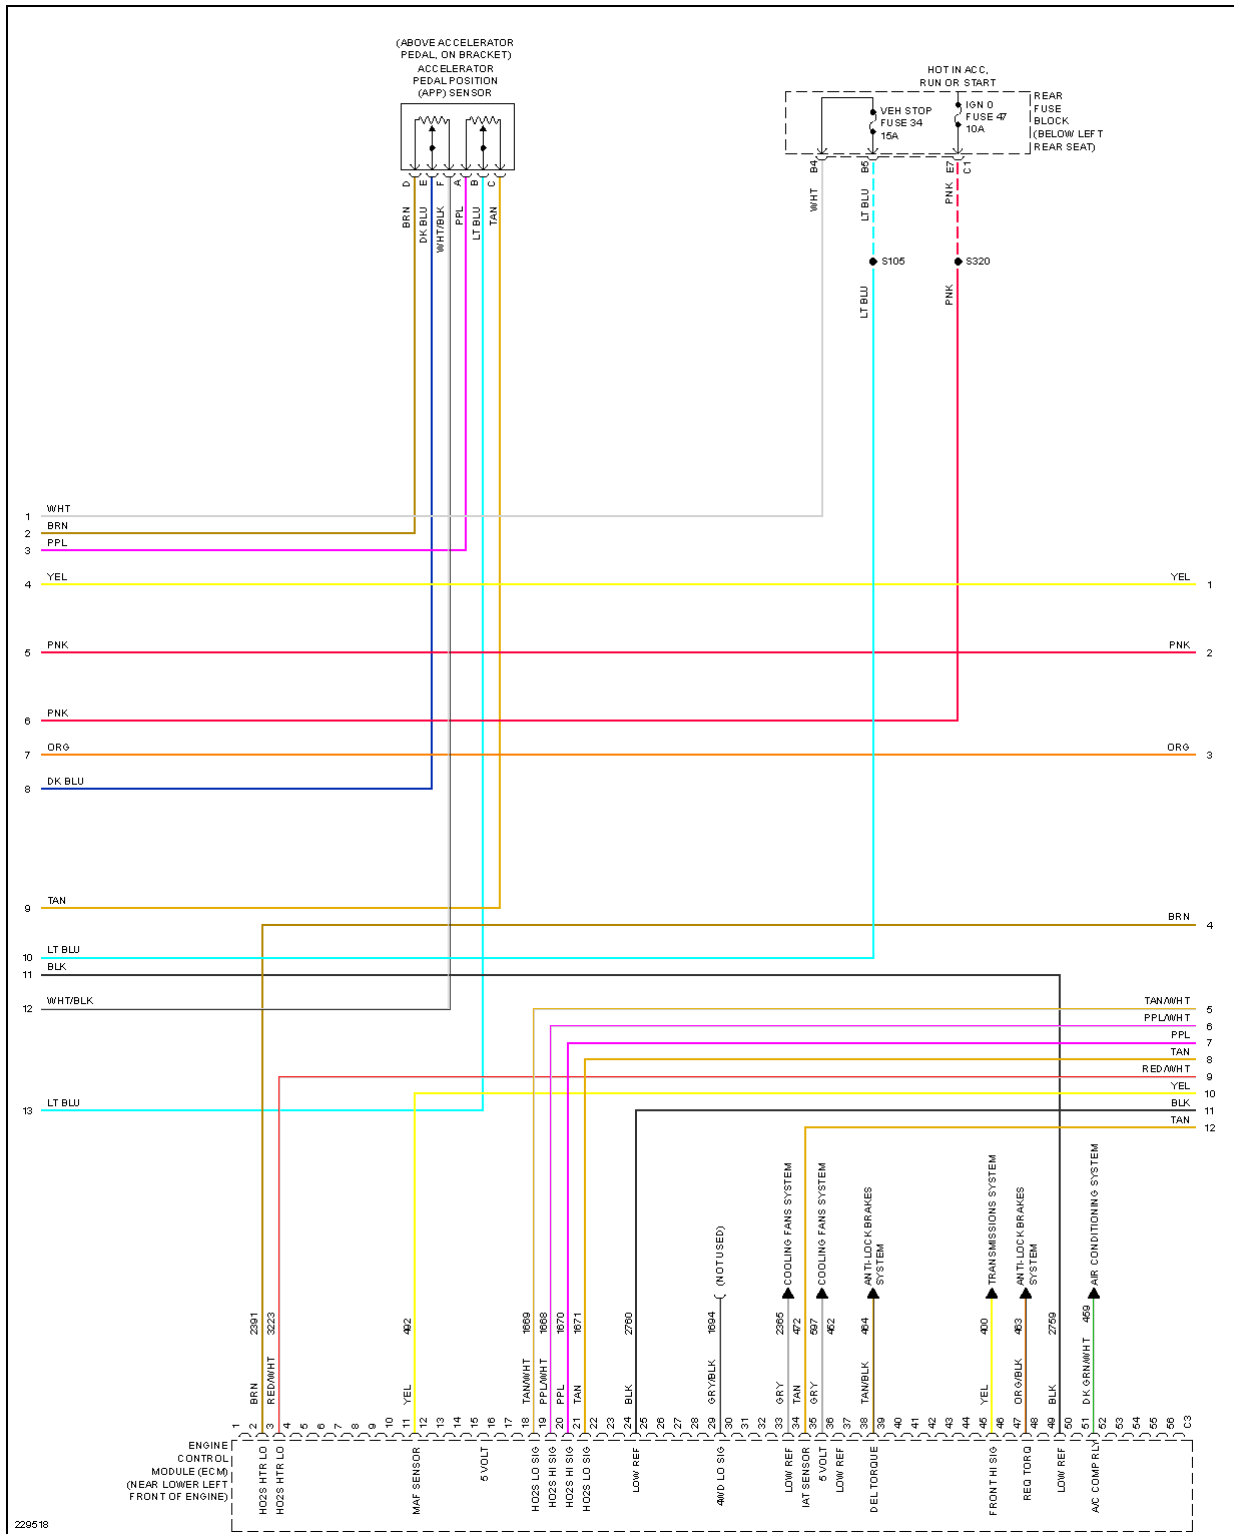 (ABOVE ACCELERATOR
PEDAL, ON BRACKET)
ACCELERATOR
PEDAL POSITION
(APP) SENSOR
HOT IN ACC,
RUN OR START
VEH STOP
FUSE 34
15A
IGN 0
FUSE 47
10A
REAR
FUSE
BLOCK
(BELOW LEFT
REAR SEAT)
D E F A B C
BRN
DK BLU
WHT/BLK
PPL
LT BLU
TAN
B4 B5 E7 C1
WHT
LT BLU
PNK
S105
S320
LT BLU
PNK
1 WHT
2 BRN
3 PPL
4 YEL
YEL 1
5 PNK
PNK 2
6 PNK
7 ORG
ORG 3
8 DK BLU
9 TAN
BRN 4
10 LT BLU
11 BLK
12 WHT/BLK
TAN/WHT 5
PPL/WHT 6
PPL 7
TAN 8
RED/WHT 9
YEL 10
13 LT BLU
BLK 11
TAN 12
(NOT USED)
COOLING FANS SYSTEM
COOLING FANS SYSTEM
ANTI-LOCK BRAKES
SYSTEM
TRANSMISSIONS SYSTEM
ANTI-LOCK BRAKES
SYSTEM
AIR CONDITIONING SYSTEM
2391 3223 492 1669 1668 1670 1671 2760 1694 2365 472 597 452 464 400 463 2759 459
BRN
RED/WHT
YEL
TAN/WHT
PPL/WHT
PPL
TAN
BLK
GRY/BLK
GRY
TAN
GRY
TAN/BLK
YEL
ORG/BLK
BLK
DK GRN/WHT
1 2 3 4 5 6 7 8 9 10 11 12 13 14 15 16 17 18 19 20 21 22 23 24 25 26 27 28 29 30 31 32 33 34 35 36 37 38 39 40 41 42 43 44 45 46 47 48 49 50 51 52 53 54 55 56 C3
ENGINE
CONTROL
MODULE (ECM)
(NEAR LOWER LEFT
FRONT OF ENGINE)
HO2S HTR LO
HO2S HTR LO
MAF SENSOR
5 VOLT
HO2S LO SIG
HO2S HI SIG
HO2S HI SIG
HO2S LO SIG
LOW REF
4WD LO SIG
LOW REF
IAT SENSOR
5 VOLT
LOW REF
DEL TORQUE
FRONT HI SIG
REQ TORQ
LOW REF
A/C COMP RLY
229518